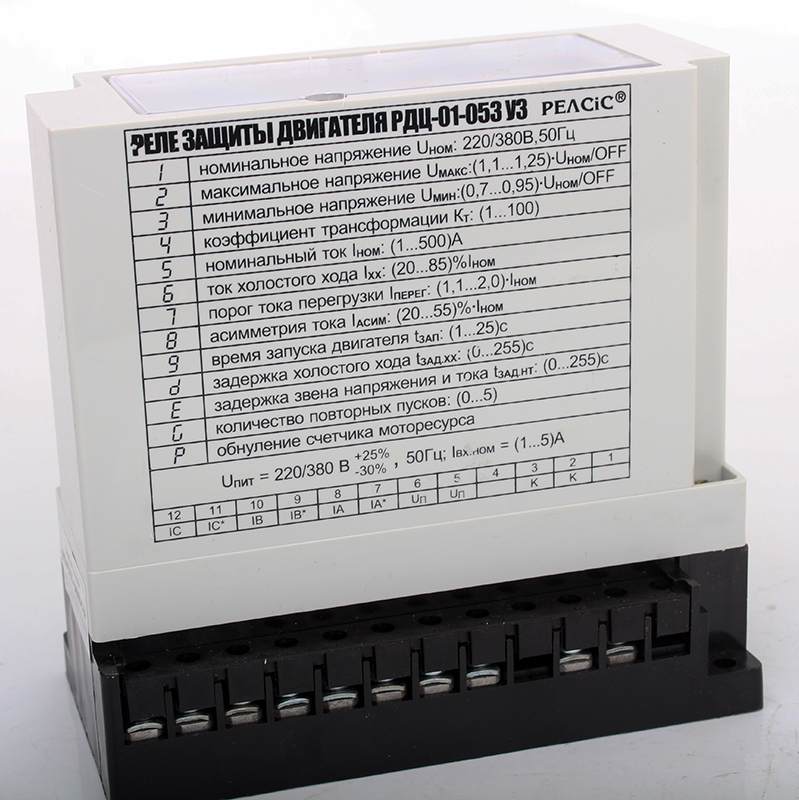 РЕЛЕ ЗАЩИТЫ ДВИГАТЕЛЯ РДЦ-01-053 У3 РЕЛСiС®
1 номинальное напряжение Uном: 220/380В,50Гц
2 максимальное напряжение Uмакс:(1,1...1,25)·Uном/OFF
3 минимальное напряжение Uмин:(0,7...0,95)·Uном/OFF
4 коэффициент трансформации Кт: (1...100)
5 номинальный ток Iном: (1...500)А
6 ток холостого хода Iхх: (20...85)%Iном
7 порог тока перегрузки Iперег: (1,1...2,0)·Iном
8 асимметрия тока Iасим: (20...55)%·Iном
9 время запуска двигателя tзап: (1...25)с
d задержка холостого хода tзад.хх: (0...255)с
E задержка звена напряжения и тока tзад.нт: (0...255)с
G количество повторных пусков: (0...5)
P обнуление счетчика моторесурса
Uпит = 220/380 В +25% -30% , 50Гц; Iвх.ном = (1...5)А
12 11 10 9 8 7 6 5 4 3 2 1
iC IC* IB IB* IA IA* Uп Uп K K